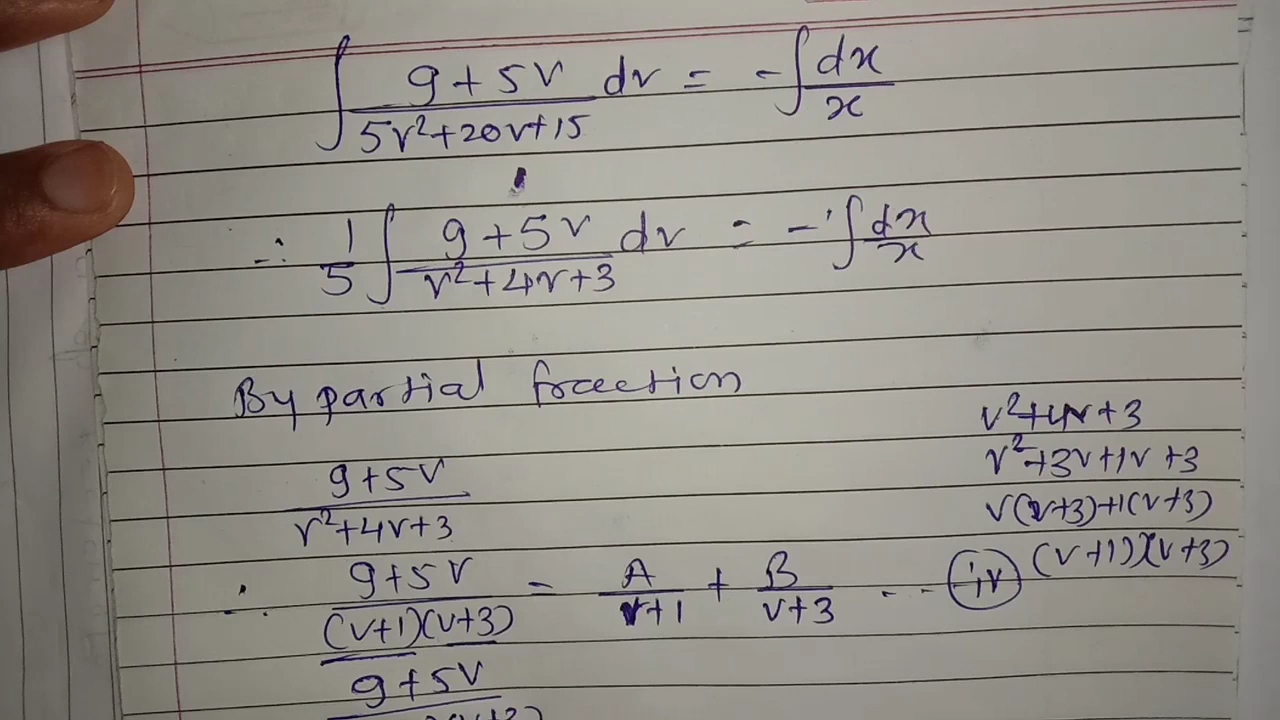 ∫ 9+5v / 5v²+20v+15 dv = -∫ dx / x
∴ 1/5 ∫ 9+5v / v²+4v+3 dv = -∫ dx / x
By partial fraction
9+5v / v²+4v+3
v²+4v+3
v²+3v+1v+3
v(v+3)+1(v+3)
(v+1)(v+3)
∴ 9+5v / (v+1)(v+3) = A / v+1 + B / v+3 ... (iv)
9+5v